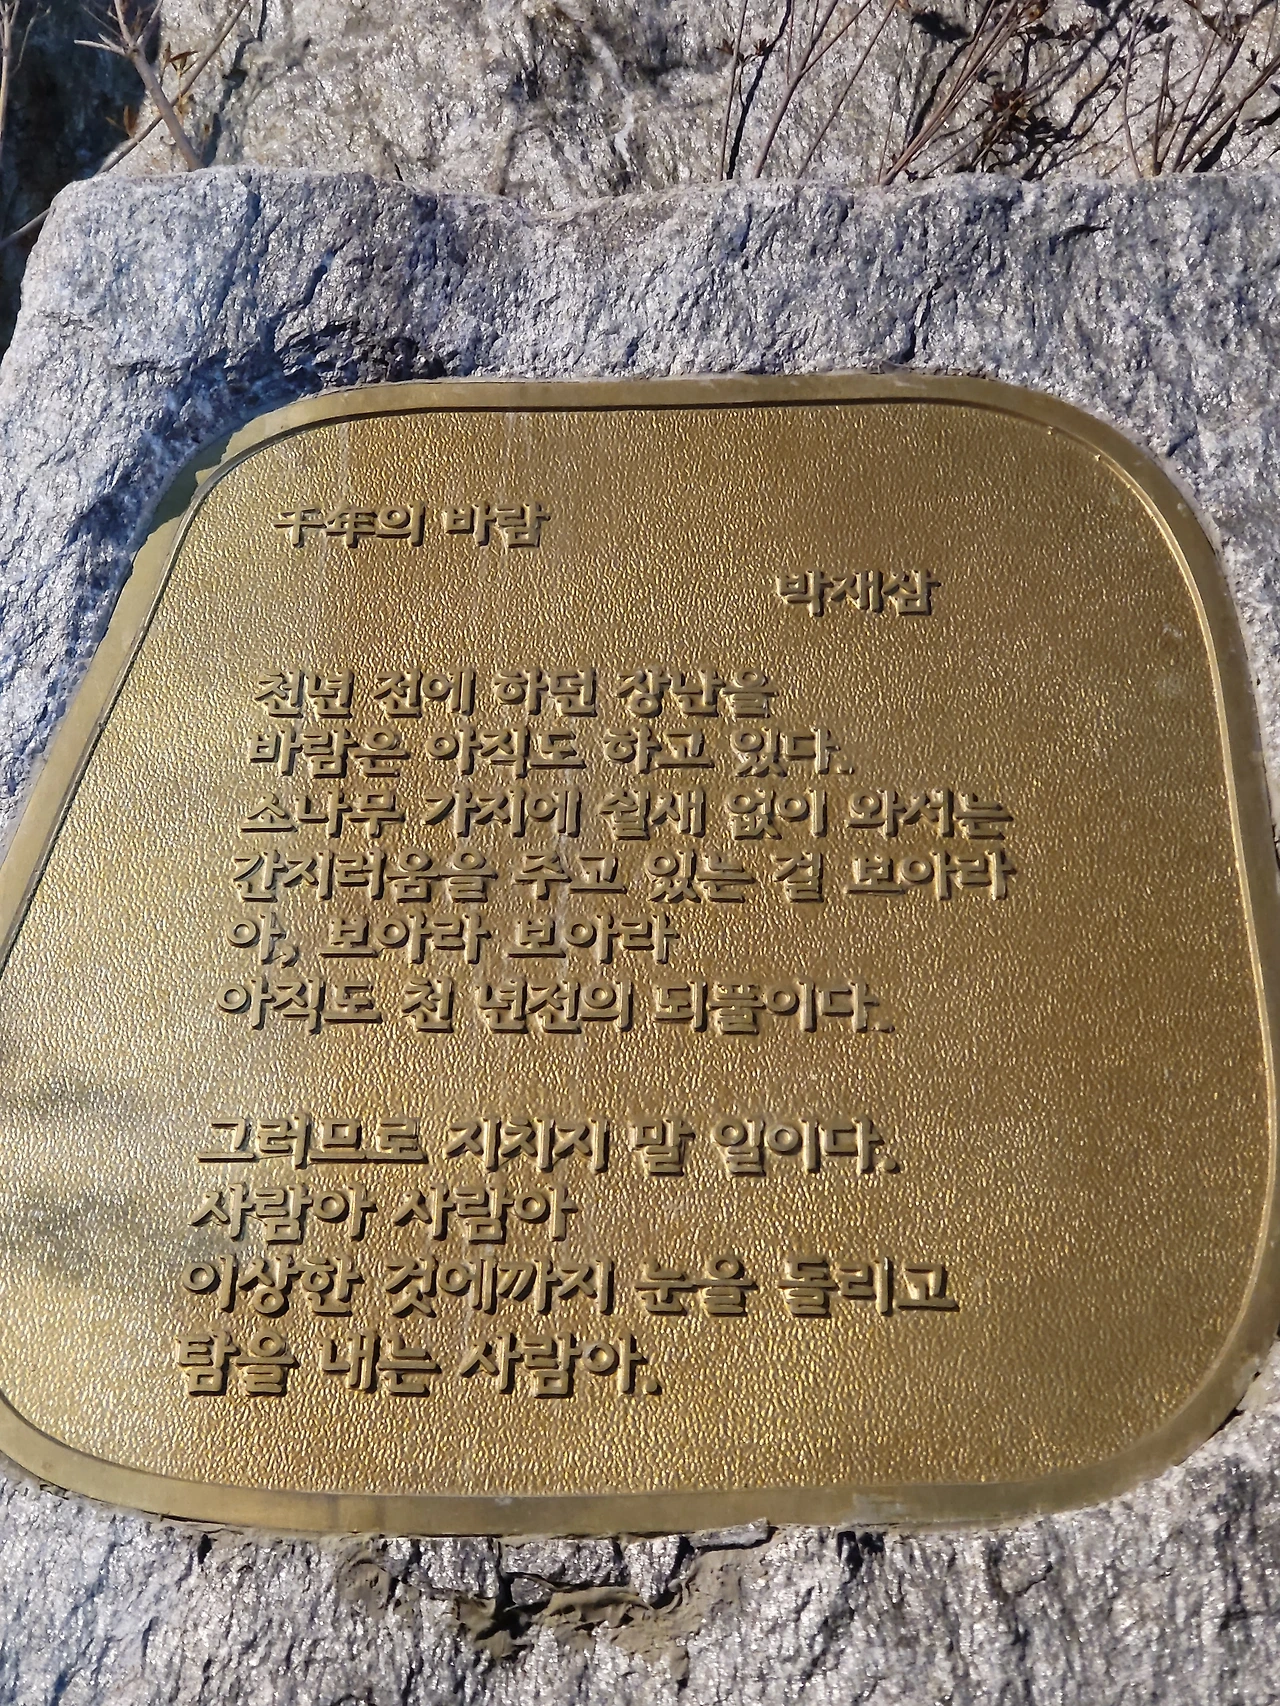 千年의 바람
박재삼
천년 전에 하던 장난을
바람은 아직도 하고 있다.
소나무 가지에 쉴새 없이 와서는
간지러움을 주고 있는 걸 보아라
아, 보아라 보아라
아직도 천 년전의 되풀이다.
그러므로 지치지 말 일이다.
사람아 사람아
이상한 것에까지 눈을 돌리고
탐을 내는 사람아.